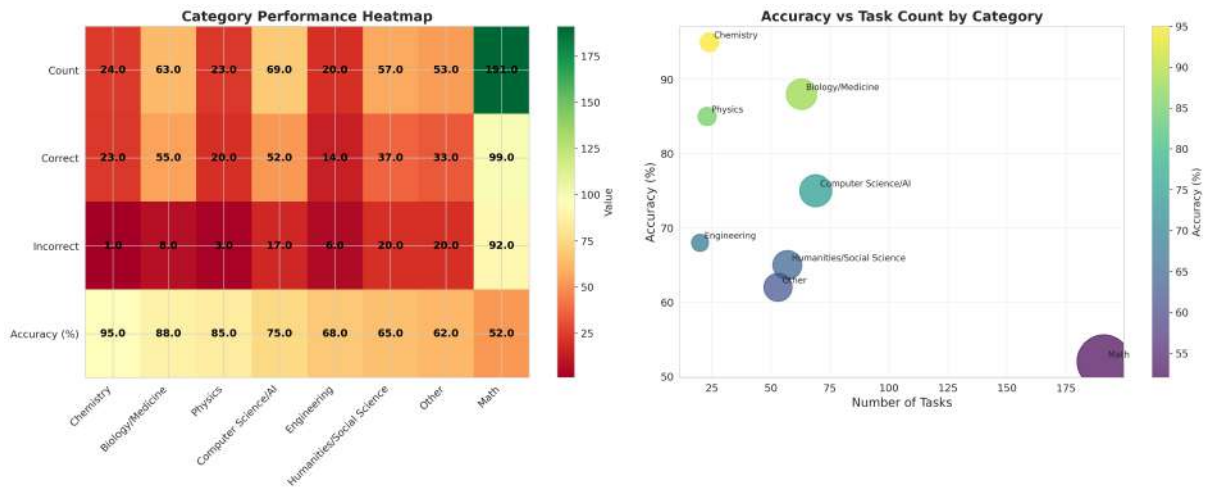 Category Performance Heatmap
Count 24.0 63.0 23.0 69.0 20.0 57.0 53.0 191.0
Correct 23.0 55.0 20.0 52.0 14.0 37.0 33.0 99.0
Incorrect 1.0 8.0 3.0 17.0 6.0 20.0 20.0 92.0
Accuracy (%) 95.0 88.0 85.0 75.0 68.0 65.0 62.0 52.0
Chemistry
Biology/Medicine
Physics
Computer Science/AI
Engineering
Humanities/Social Science
Other
Math
175
150
125
100
75
50
25
Value
Accuracy vs Task Count by Category
Accuracy (%)
90
80
70
60
50
Chemistry
Biology/Medicine
Physics
Computer Science/AI
Engineering
Humanities/Social Science
Other
Math
25 50 75 100 125 150 175
Number of Tasks
95
90
85
80
75
70
65
60
55
Accuracy (%)